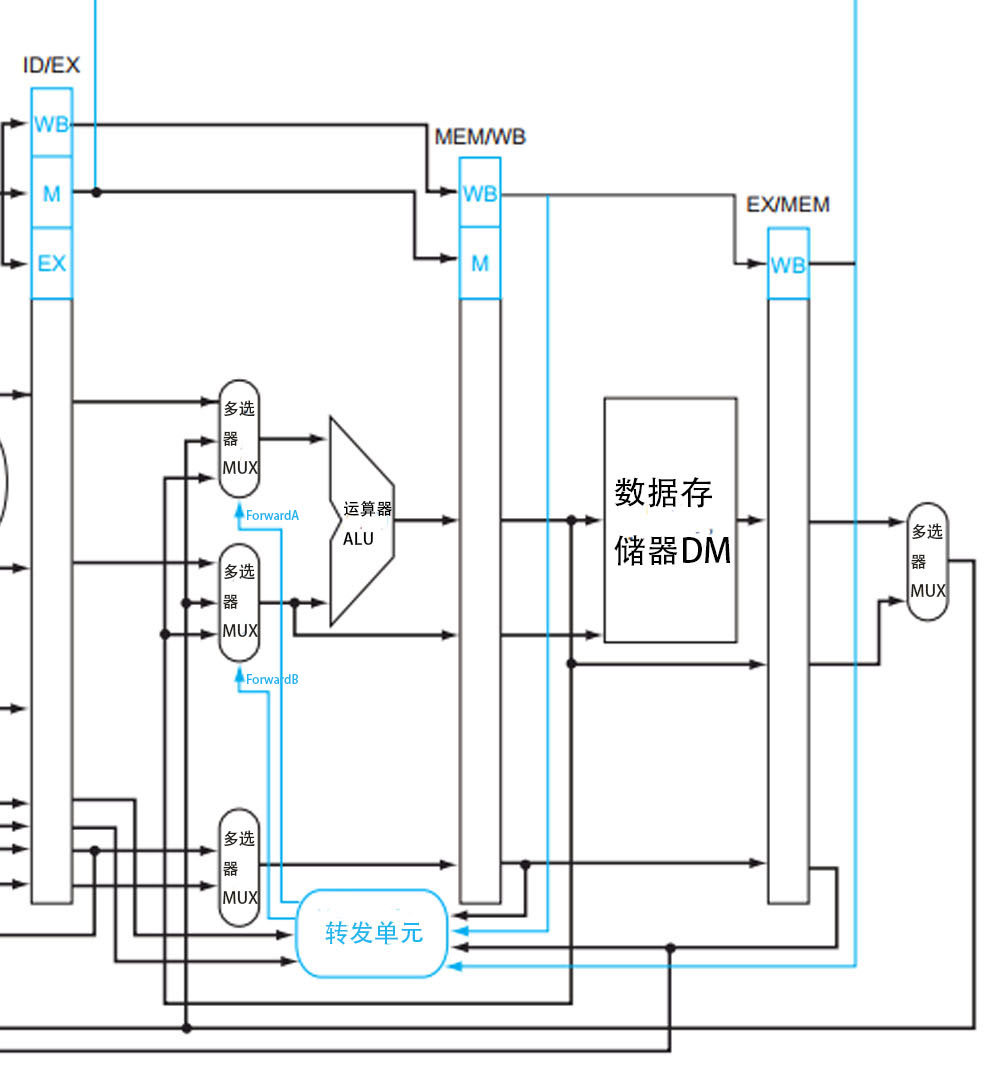 ID/EX
WB
M
EX
MEM/WB
WB
M
EX/MEM
WB
多选
器
MUX
ForwardA
多选
器
MUX
ForwardB
运算器
ALU
数据存
储器DM
多选
器
MUX
多选
器
MUX
转发单元